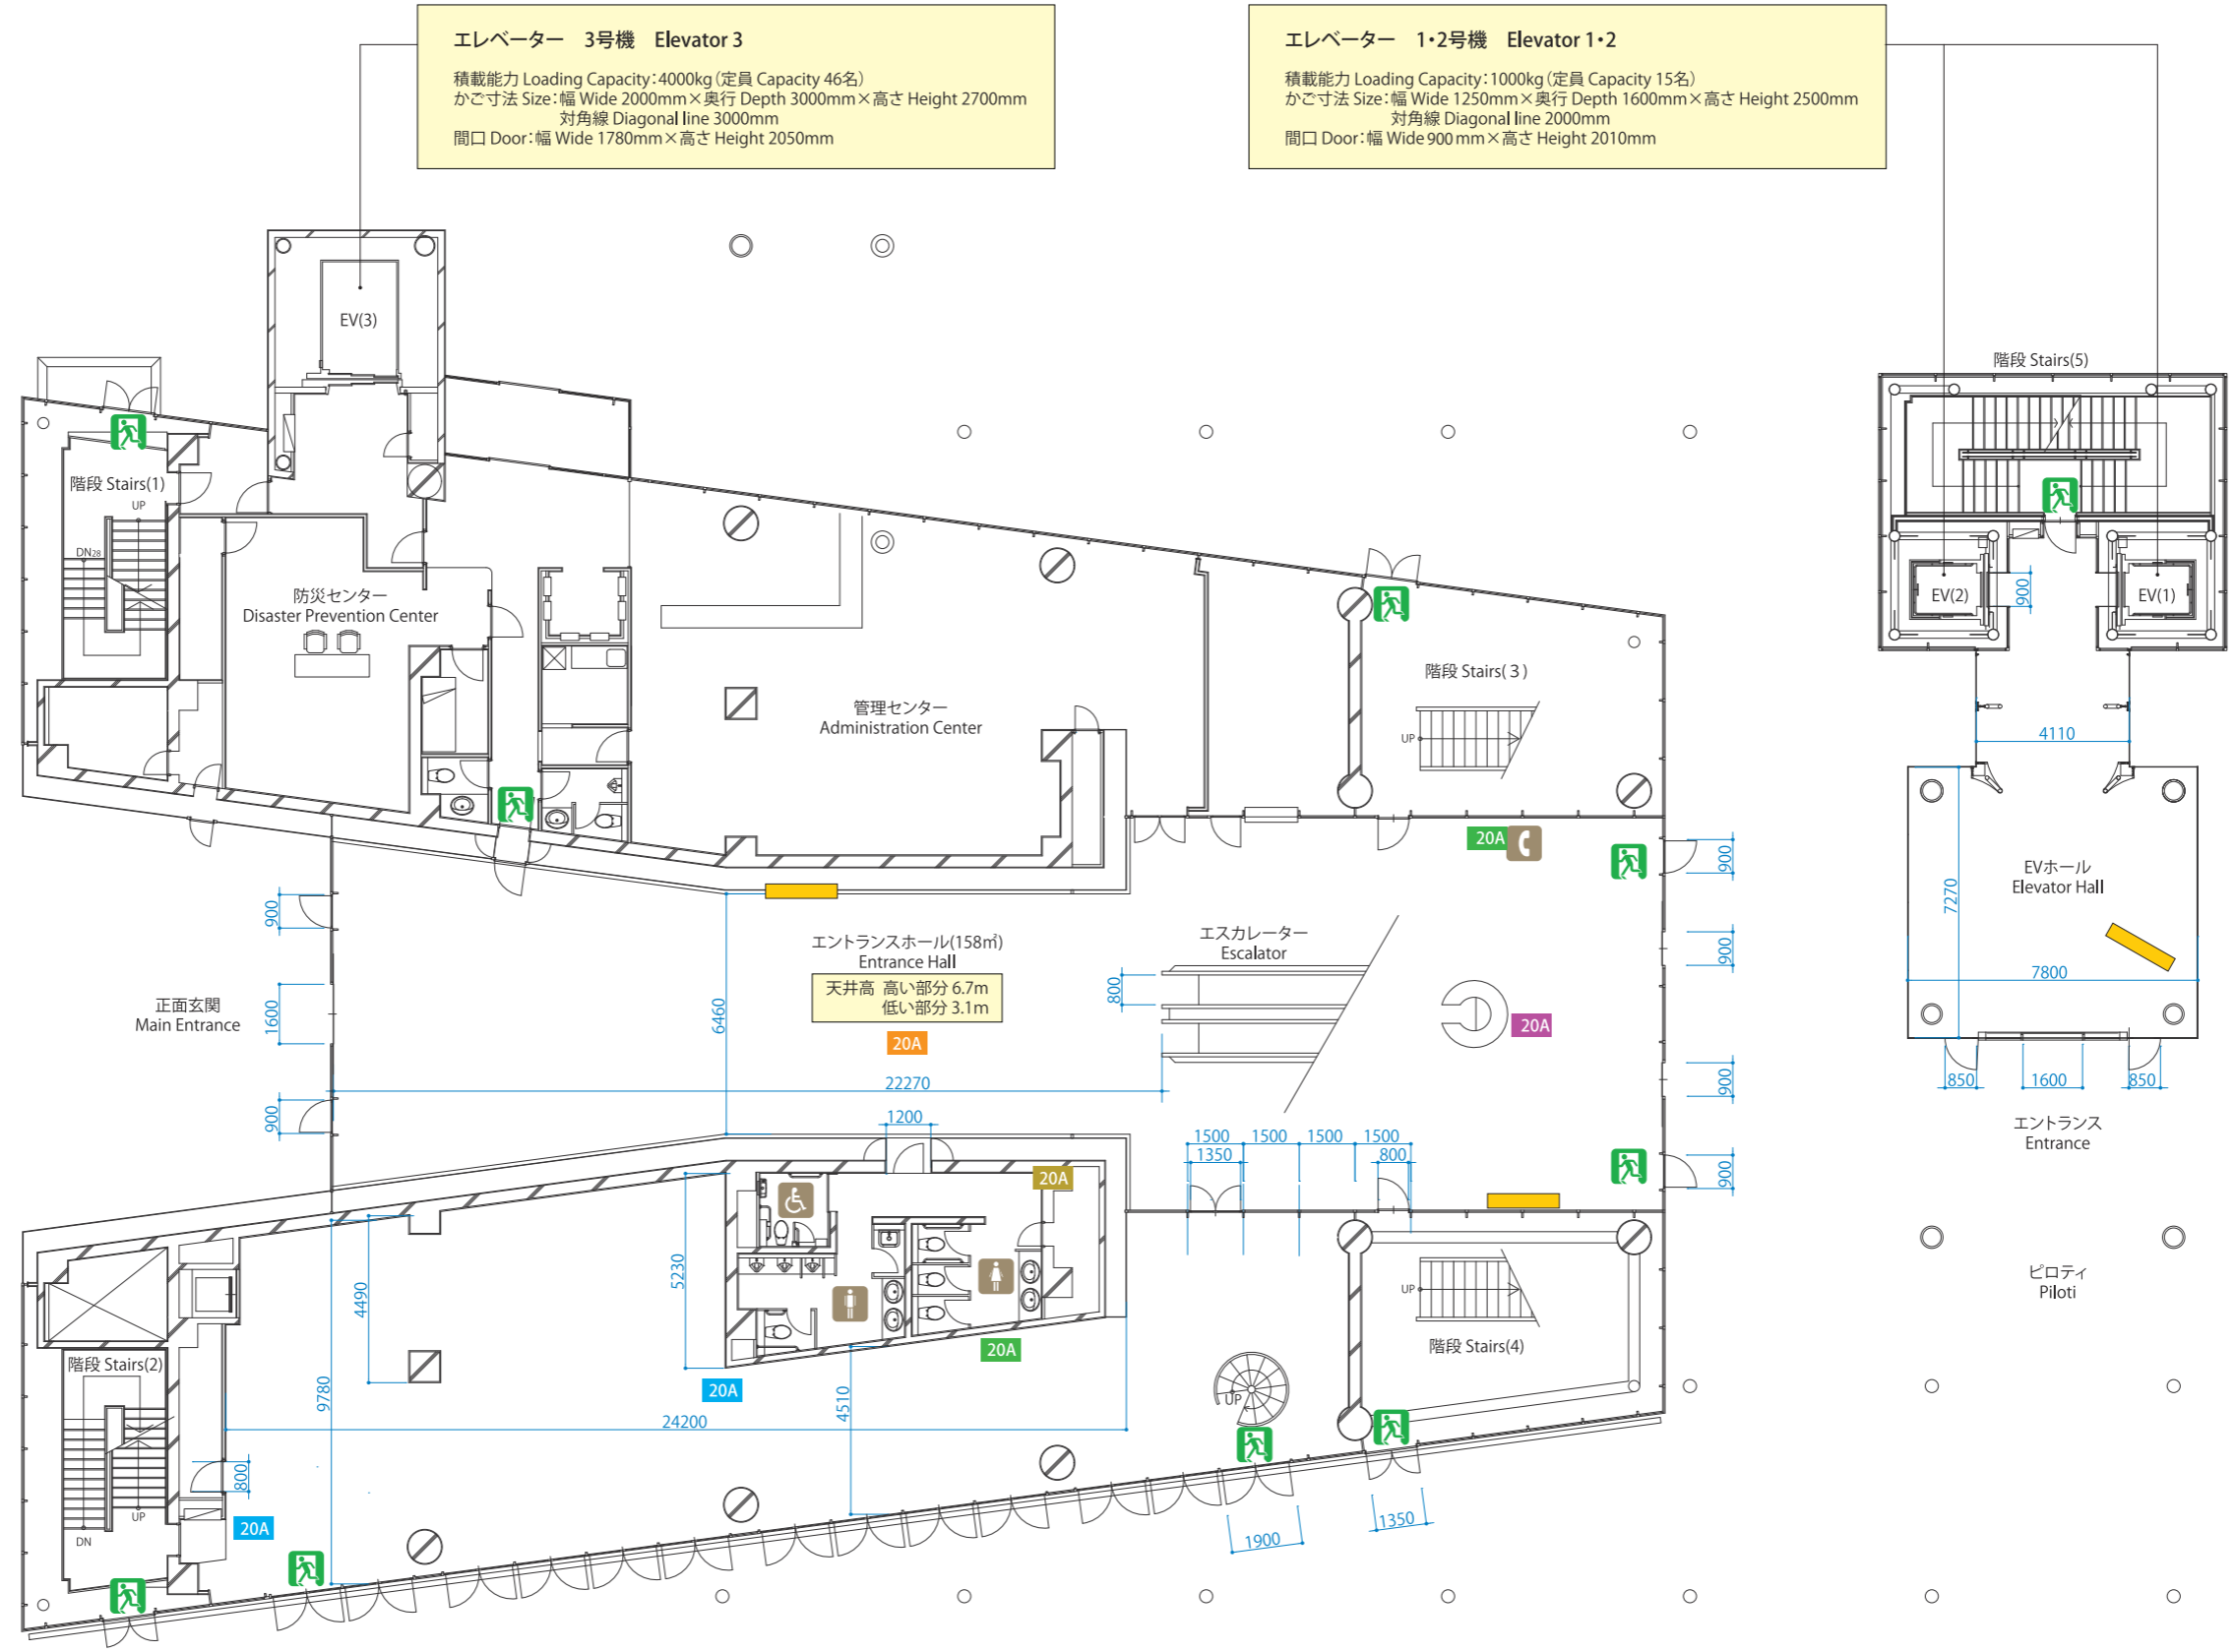 エレベーター 3号機 Elevator 3
積載能力 Loading Capacity:4000kg(定員 Capacity 46名)
かご寸法 Size:幅 Wide 2000mm×奥行 Depth 3000mm×高さ Height 2700mm
対角線 Diagonal line 3000mm
間口 Door:幅 Wide 1780mm×高さ Height 2050mm
エレベーター 1・2号機 Elevator 1・2
積載能力 Loading Capacity:1000kg(定員 Capacity 15名)
かご寸法 Size:幅 Wide 1250mm×奥行 Depth 1600mm×高さ Height 2500mm
対角線 Diagonal line 2000mm
間口 Door:幅 Wide 900mm×高さ Height 2010mm
EV(3)
階段 Stairs(5)
階段 Stairs(1)
UP
DN28
防災センター
Disaster Prevention Center
EV(2)
900
EV(1)
階段 Stairs(3)
UP
管理センター
Administration Center
4110
20A
900
EVホール
Elevator Hall
7270
7800
900
エントランスホール(158㎡)
Entrance Hall
天井高 高い部分 6.7m
低い部分 3.1m
20A
エスカレーター
Escalator
800
900
正面玄関
Main Entrance
1600
6460
20A
22270
900
850
1600
850
900
1200
エントランス
Entrance
1500
1500
1500
1500
1350
800
900
20A
5230
4490
ピロティ
Piloti
UP
階段 Stairs(4)
20A
階段 Stairs(2)
20A
9780
4510
UP
24200
800
UP
DN
20A
1900
1350